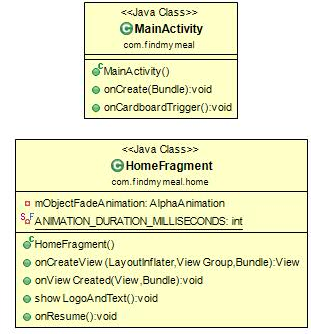 <<Java Class>>
MainActivity
com.findmymeal
MainActivity()
onCreate(Bundle):void
onCardboardTrigger():void
<<Java Class>>
HomeFragment
com.findmymeal.home
mObjectFadeAnimation: AlphaAnimation
ANIMATION_DURATION_MILLISECONDS: int
HomeFragment()
onCreateView (LayoutInflater,View Group,Bundle):View
onView Created(View ,Bundle):void
show LogoAndText():void
onResume():void